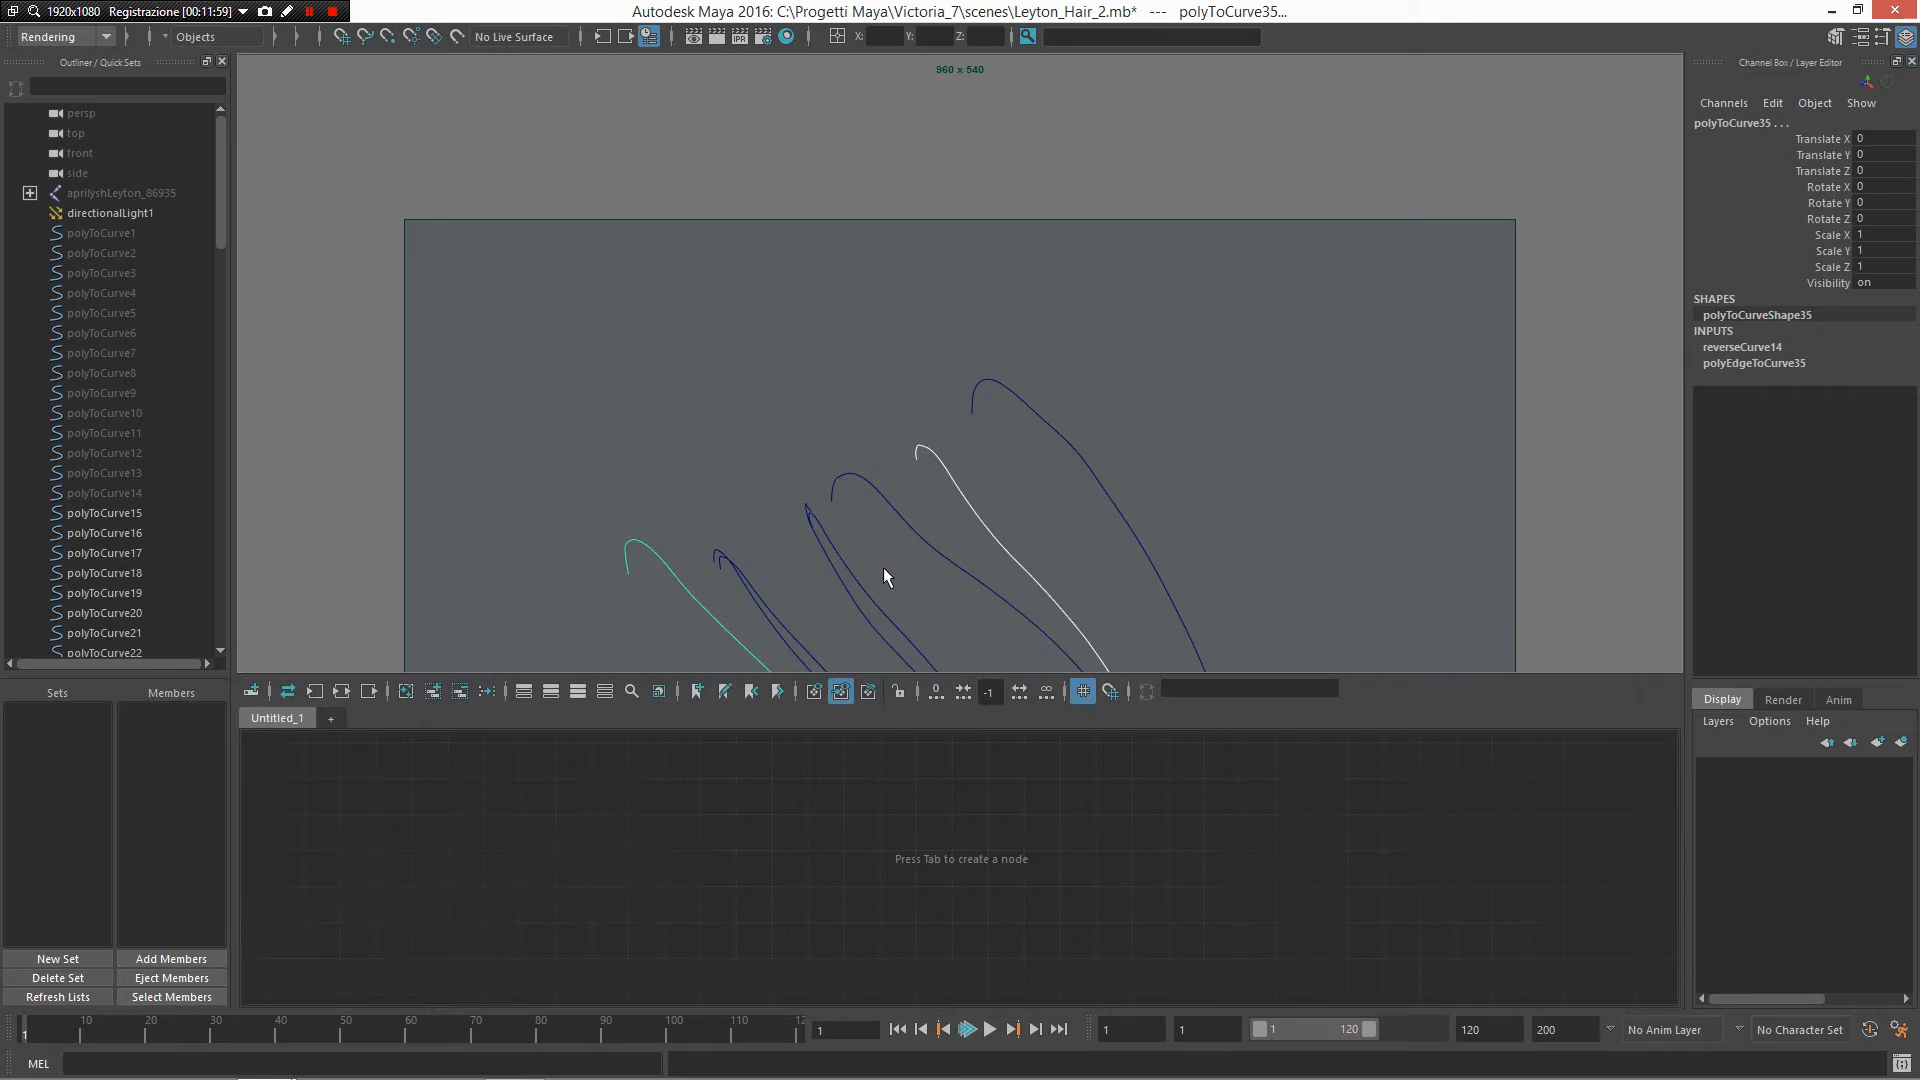 1920x1080 Registrazione [00:11:59]
Autodesk Maya 2016: C:\Progetti Maya\Victoria_7\scenes\Leyton_Hair_2.mb* --- polyToCurve35...
Rendering Objects No Live Surface X: Y: Z:
Outliner / Quick Sets
persp
top
front
side
aprilyshLeyton_86935
directionalLight1
polyToCurve1
polyToCurve2
polyToCurve3
polyToCurve4
polyToCurve5
polyToCurve6
polyToCurve7
polyToCurve8
polyToCurve9
polyToCurve10
polyToCurve11
polyToCurve12
polyToCurve13
polyToCurve14
polyToCurve15
polyToCurve16
polyToCurve17
polyToCurve18
polyToCurve19
polyToCurve20
polyToCurve21
polyToCurve22
Sets Members
New Set Add Members
Delete Set Eject Members
Refresh Lists Select Members
960 x 540
0 -1 ∞
Untitled_1 +
Press Tab to create a node
Channel Box / Layer Editor
Channels Edit Object Show
polyToCurve35 . . .
Translate X 0
Translate Y 0
Translate Z 0
Rotate X 0
Rotate Y 0
Rotate Z 0
Scale X 1
Scale Y 1
Scale Z 1
Visibility on
SHAPES
polyToCurveShape35
INPUTS
reverseCurve14
polyEdgeToCurve35
Display Render Anim
Layers Options Help
1 10 20 30 40 50 60 70 80 90 100 110 12
1 1 1 1 120 120 200 No Anim Layer No Character Set
MEL